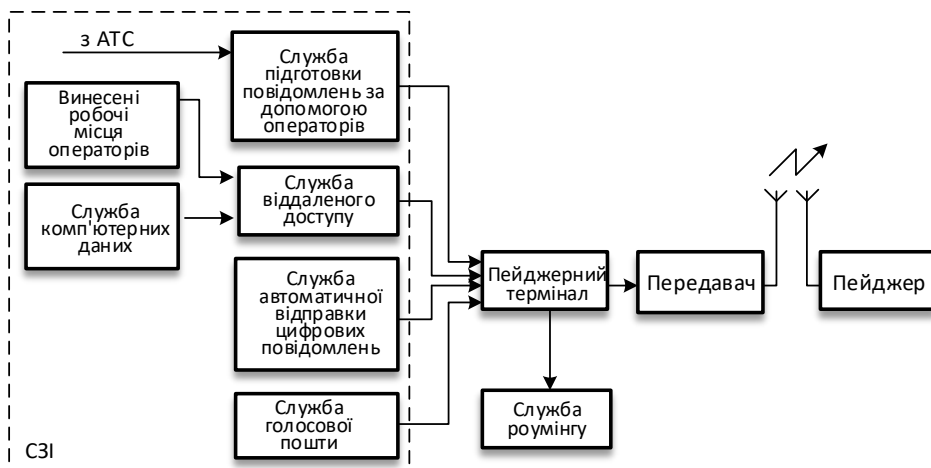 з АТС
Служба
підготовки
повідомлень за
допомогою
операторів
Винесені
робочі
місця
операторів
Служба
віддаленого
доступу
Служба
комп'ютерних
даних
Служба
автоматичної
відправки
цифрових
повідомлень
Служба
голосової
пошти
СЗІ
Пейджерний
термінал
Передавач
Пейджер
Служба
роумінгу